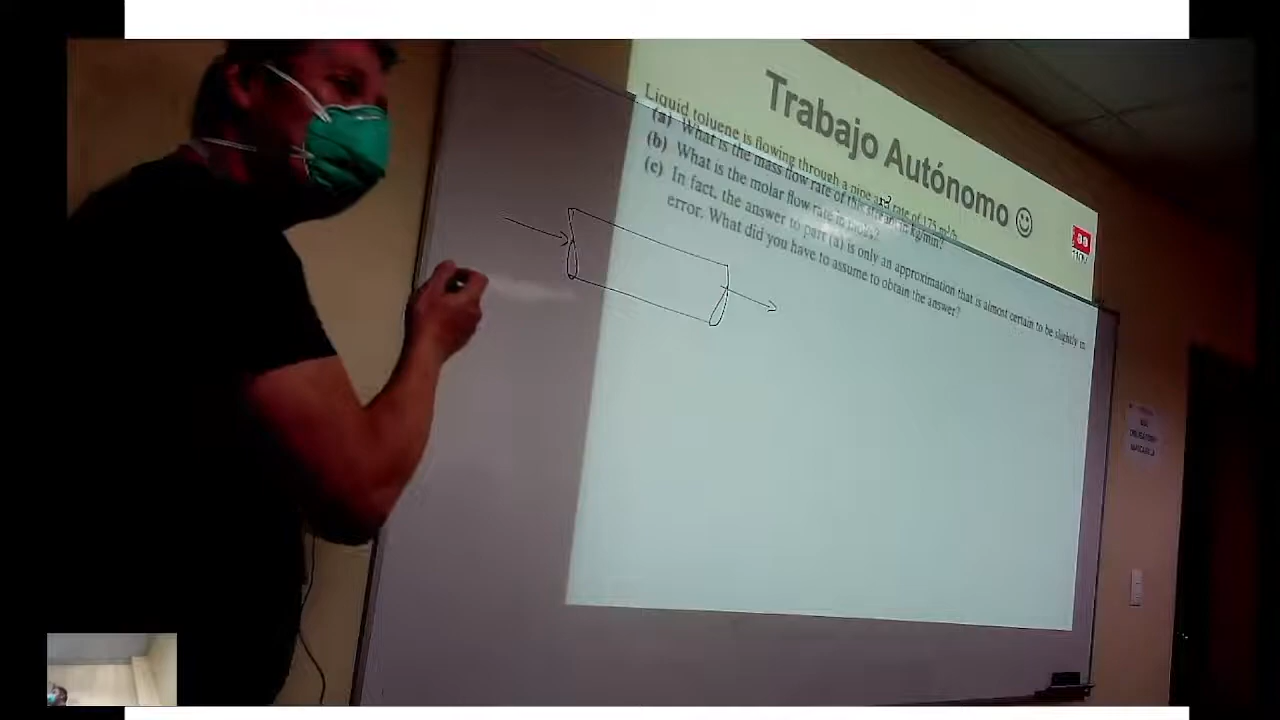 Trabajo Autónomo ☺
Liquid toluene is flowing through a pipe at a rate of 175 m³/h.
(a) What is the mass flow rate of this stream in kg/min?
(b) What is the molar flow rate in mol/s?
(c) In fact, the answer to part (a) is only an approximation that is almost certain to be slightly in
error. What did you have to assume to obtain the answer?